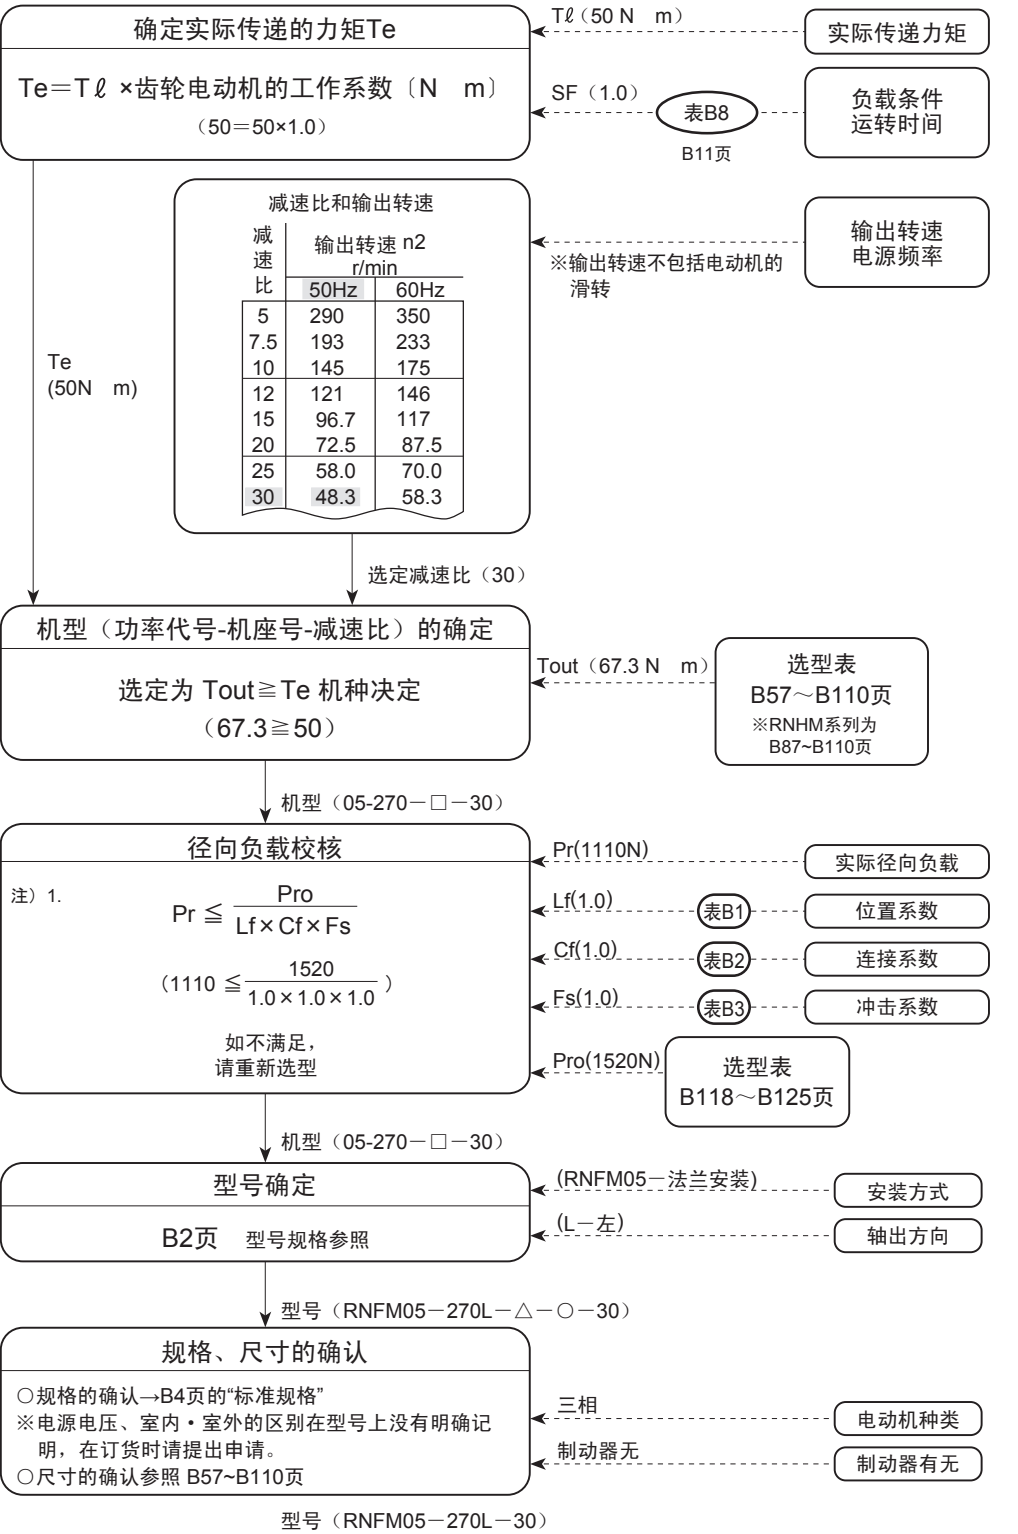 确定实际传递的力矩Te
Te＝Tℓ ×齿轮电动机的工作系数〔N m〕
（50＝50×1.0）
Tℓ（50 N m）
实际传递力矩
SF（1.0）
表B8
B11页
负载条件
运转时间
减速比和输出转速
减速比
输出转速 n2
r/min
50Hz 60Hz
5 290 350
7.5 193 233
10 145 175
12 121 146
15 96.7 117
20 72.5 87.5
25 58.0 70.0
30 48.3 58.3
※输出转速不包括电动机的
滑转
输出转速
电源频率
Te
(50N m)
选定减速比（30）
机型（功率代号-机座号-减速比）的确定
选定为 Tout≧Te 机种决定
（67.3≧50）
Tout（67.3 N m）
选型表
B57～B110页
※RNHM系列为
B87~B110页
机型（05-270－□－30）
径向负载校核
注）1.
Pr ≦ Pro
Lf×Cf×Fs
（1110 ≦ 1520
1.0×1.0×1.0 ）
如不满足，
请重新选型
Pr(1110N)
实际径向负载
Lf(1.0)
表B1
位置系数
Cf(1.0)
表B2
连接系数
Fs(1.0)
表B3
冲击系数
Pro(1520N)
选型表
B118～B125页
机型（05-270－□－30）
型号确定
B2页 型号规格参照
(RNFM05－法兰安装)
安装方式
(L－左)
轴出方向
型号（RNFM05－270L－△－○－30）
规格、尺寸的确认
○规格的确认→B4页的“标准规格”
※电源电压、室内・室外的区别在型号上没有明确记
明，在订货时请提出申请。
○尺寸的确认参照 B57~B110页
三相
电动机种类
制动器无
制动器有无
型号（RNFM05－270L－30）